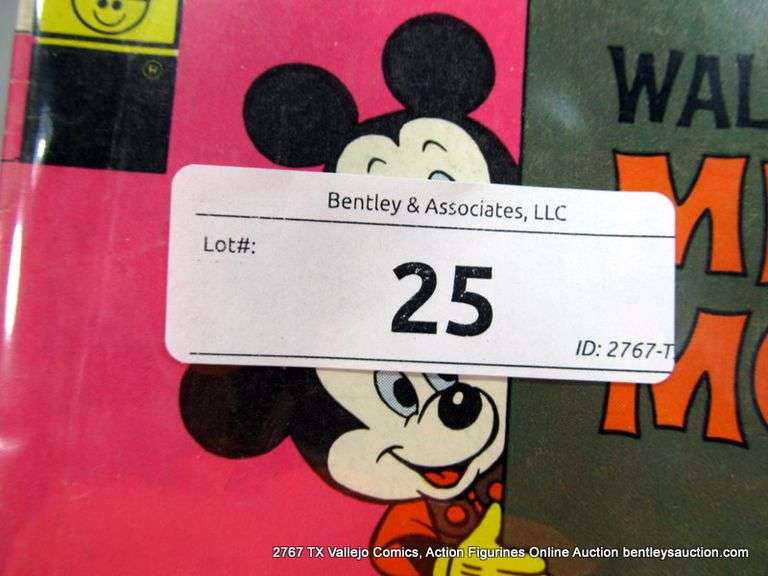 WAL
Bentley & Associates, LLC
Lot#:
25
ID: 2767-T
2767 TX Vallejo Comics, Action Figurines Online Auction bentleysauction.com